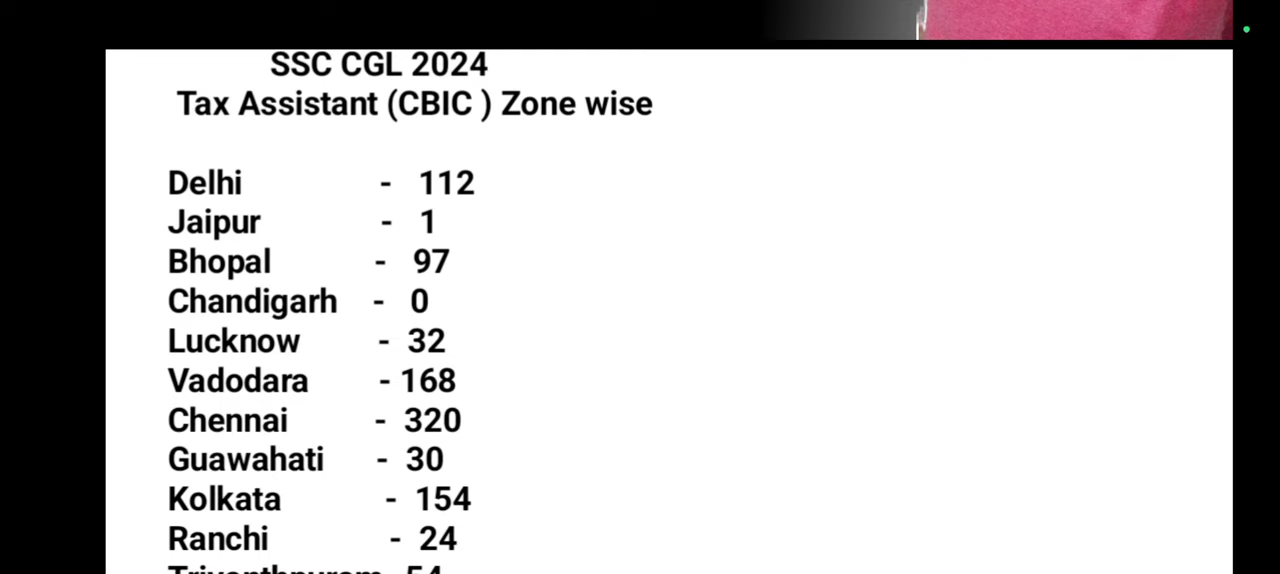 SSC CGL 2024
Tax Assistant (CBIC ) Zone wise
Delhi - 112
Jaipur - 1
Bhopal - 97
Chandigarh - 0
Lucknow - 32
Vadodara - 168
Chennai - 320
Guawahati - 30
Kolkata - 154
Ranchi - 24